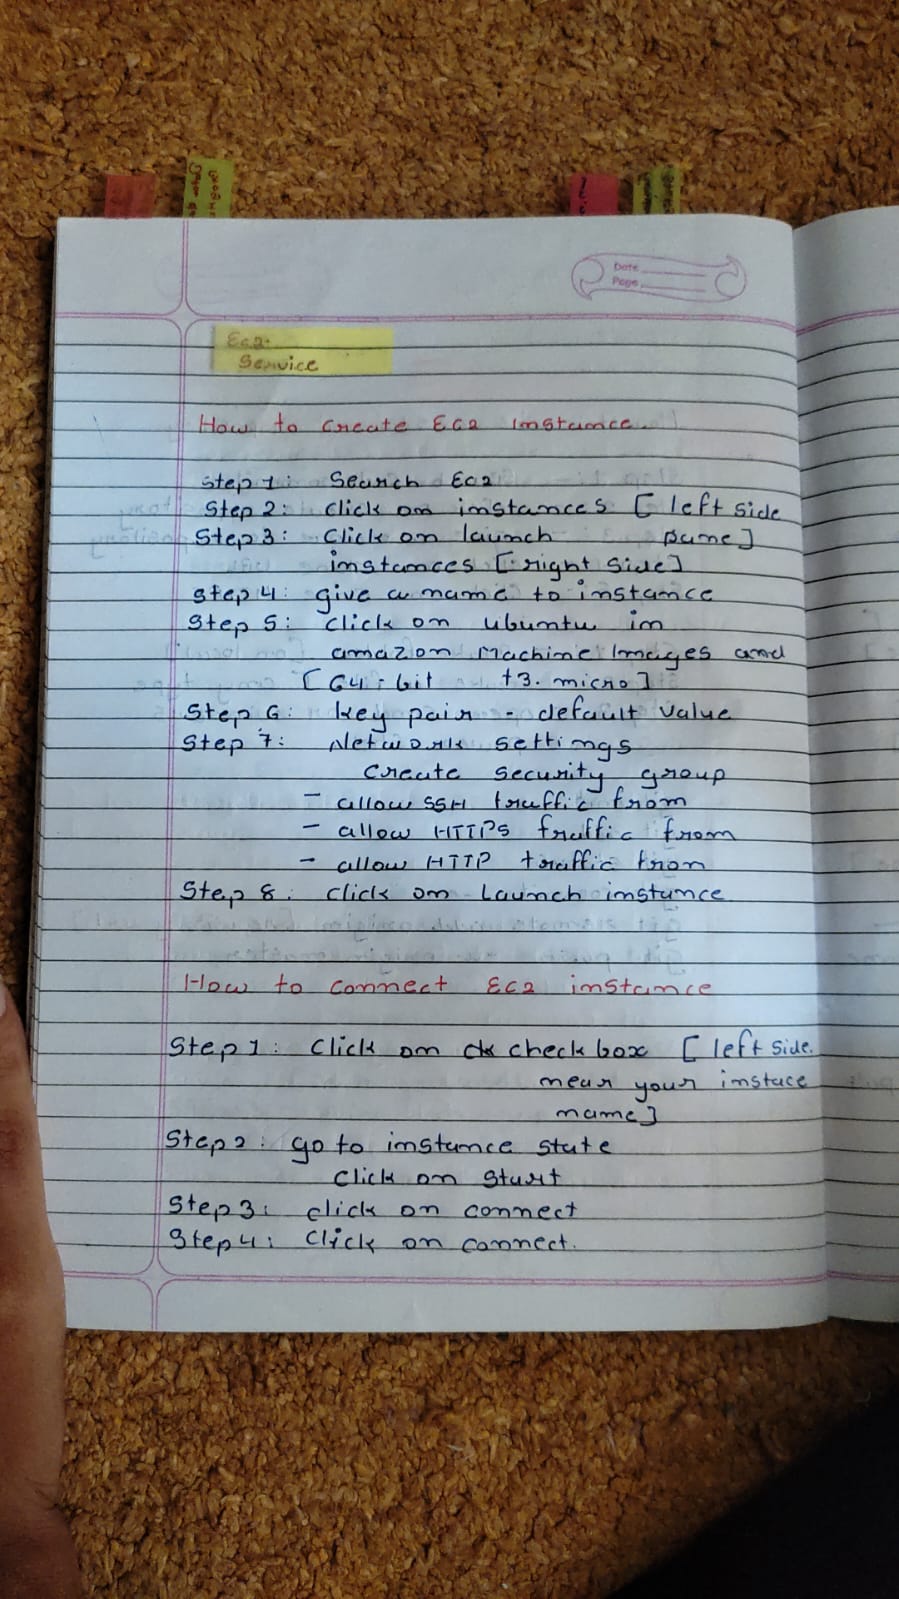 Ec2.
Service
How to create Ec2 instance.
Step 1: Search Ec2
Step 2: click on instances [ left side
Step 3: Click on launch pane]
instances [right side]
Step 4: give a name to instance
Step 5: click on ubuntu in
amazon Machine Images and
[64-bit t3.micro]
Step 6: key pair - default value
Step 7: Network settings
Create security group
- allow SSH traffic from
- allow HTTPS traffic from
- allow HTTP traffic from
Step 8: click on Launch instance
How to connect Ec2 instance
Step 1: Click on check box [ left side.
near your instace
name]
Step 2: go to instance state
click on start
Step 3: click on connect
Step 4: Click on connect.
Date
Page